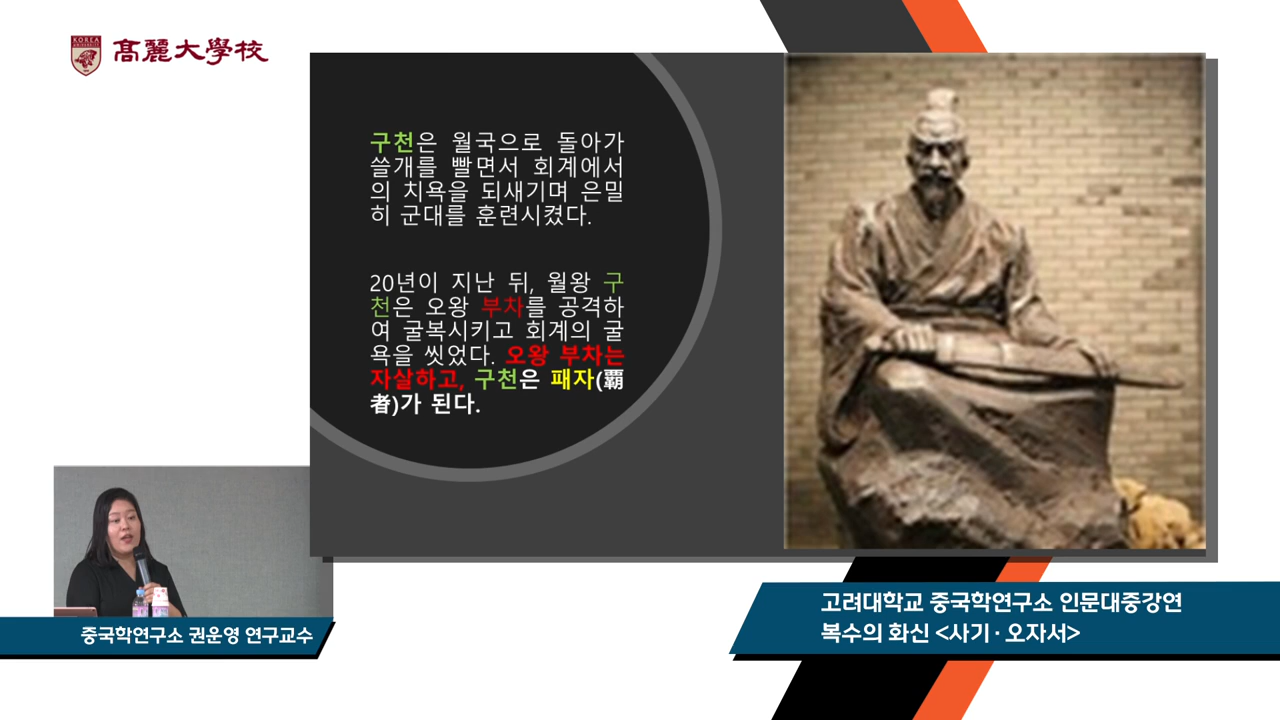 KOREA
高麗大學校
구천은 월국으로 돌아가
쓸개를 빨면서 회계에서
의 치욕을 되새기며 은밀
히 군대를 훈련시켰다.
20년이 지난 뒤, 월왕 구
천은 오왕 부차를 공격하
여 굴복시키고 회계의 굴
욕을 씻었다. 오왕 부차는
자살하고, 구천은 패자(覇
者)가 된다.
중국학연구소 권운영 연구교수
고려대학교 중국학연구소 인문대중강연
복수의 화신 <사기·오자서>